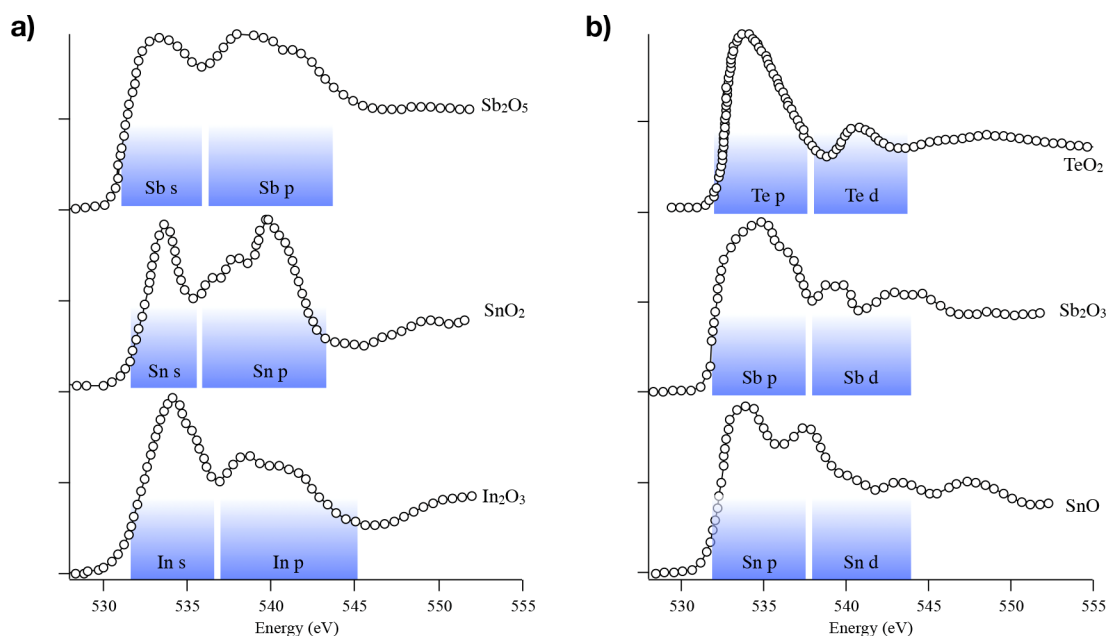 a)
Sb₂O₅
Sb s
Sb p
SnO₂
Sn s
Sn p
In₂O₃
In s
In p
530 535 540 545 550 555
Energy (eV)
b)
TeO₂
Te p
Te d
Sb₂O₃
Sb p
Sb d
SnO
Sn p
Sn d
530 535 540 545 550 555
Energy (eV)